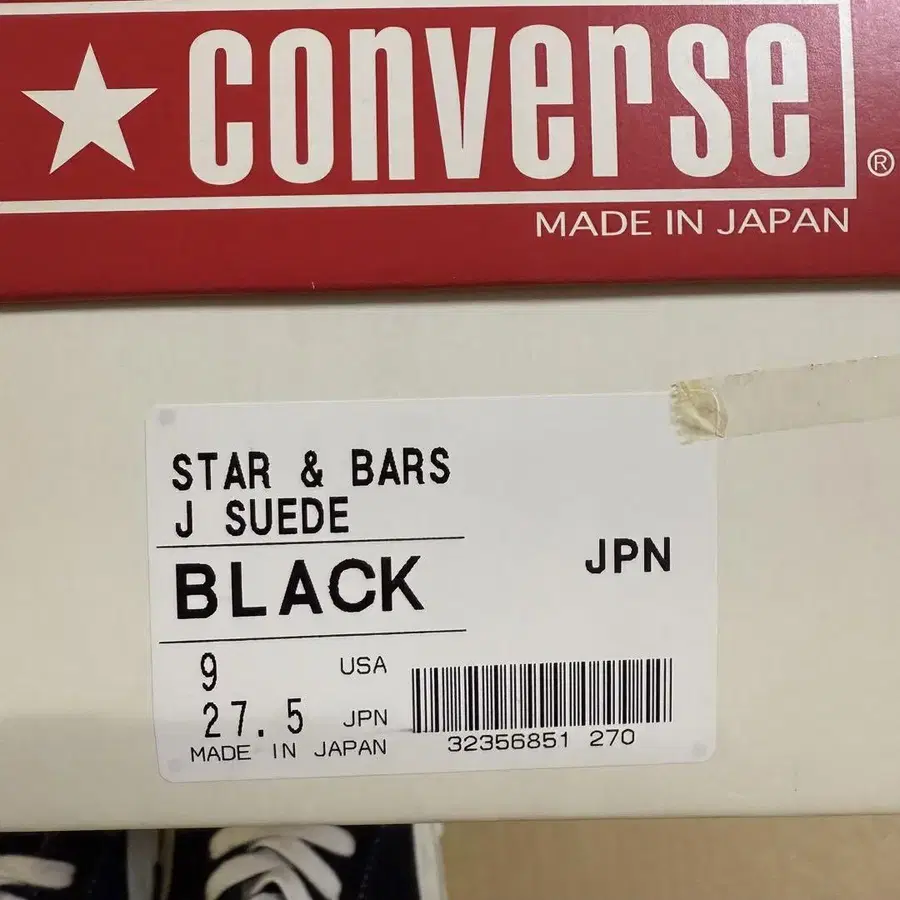 CONVERSE ®
MADE IN JAPAN
STAR & BARS
J SUEDE
BLACK
JPN
9 USA
27.5 JPN
MADE IN JAPAN
32356851 270